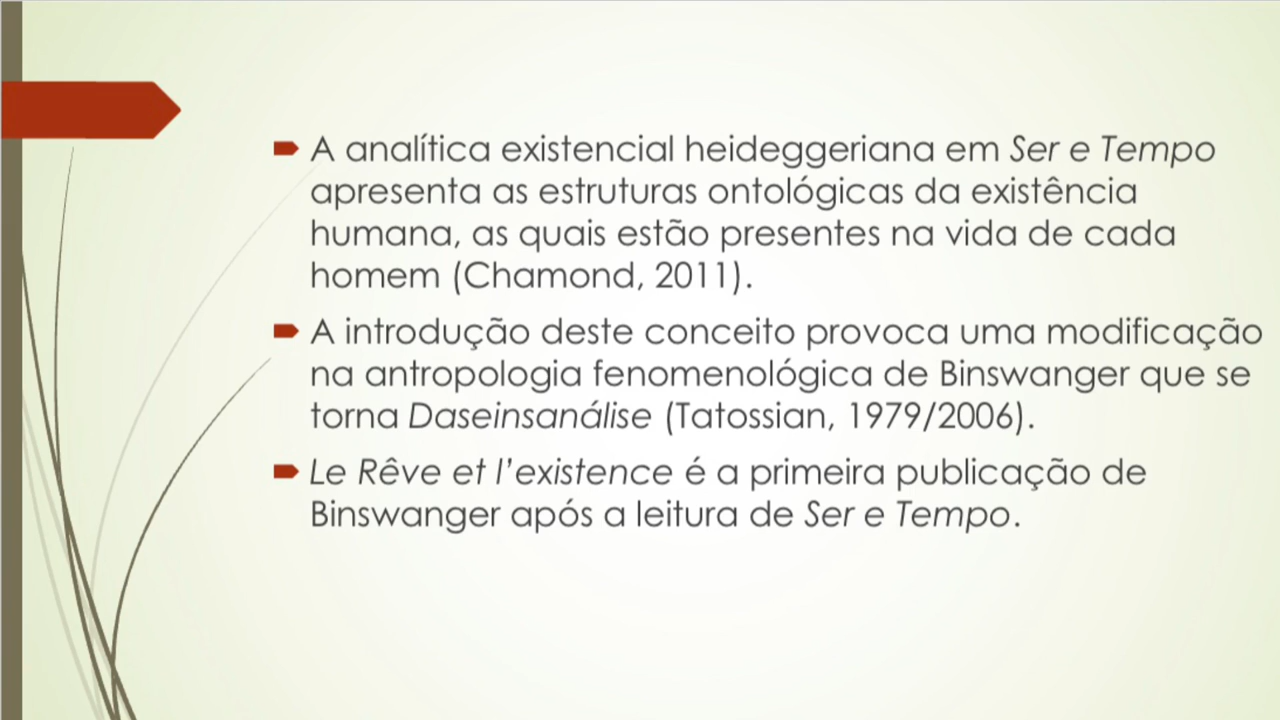 A analítica existencial heideggeriana em Ser e Tempo
apresenta as estruturas ontológicas da existência
humana, as quais estão presentes na vida de cada
homem (Chamond, 2011).
A introdução deste conceito provoca uma modificação
na antropologia fenomenológica de Binswanger que se
torna Daseinsanálise (Tatossian, 1979/2006).
Le Rêve et l’existence é a primeira publicação de
Binswanger após a leitura de Ser e Tempo.